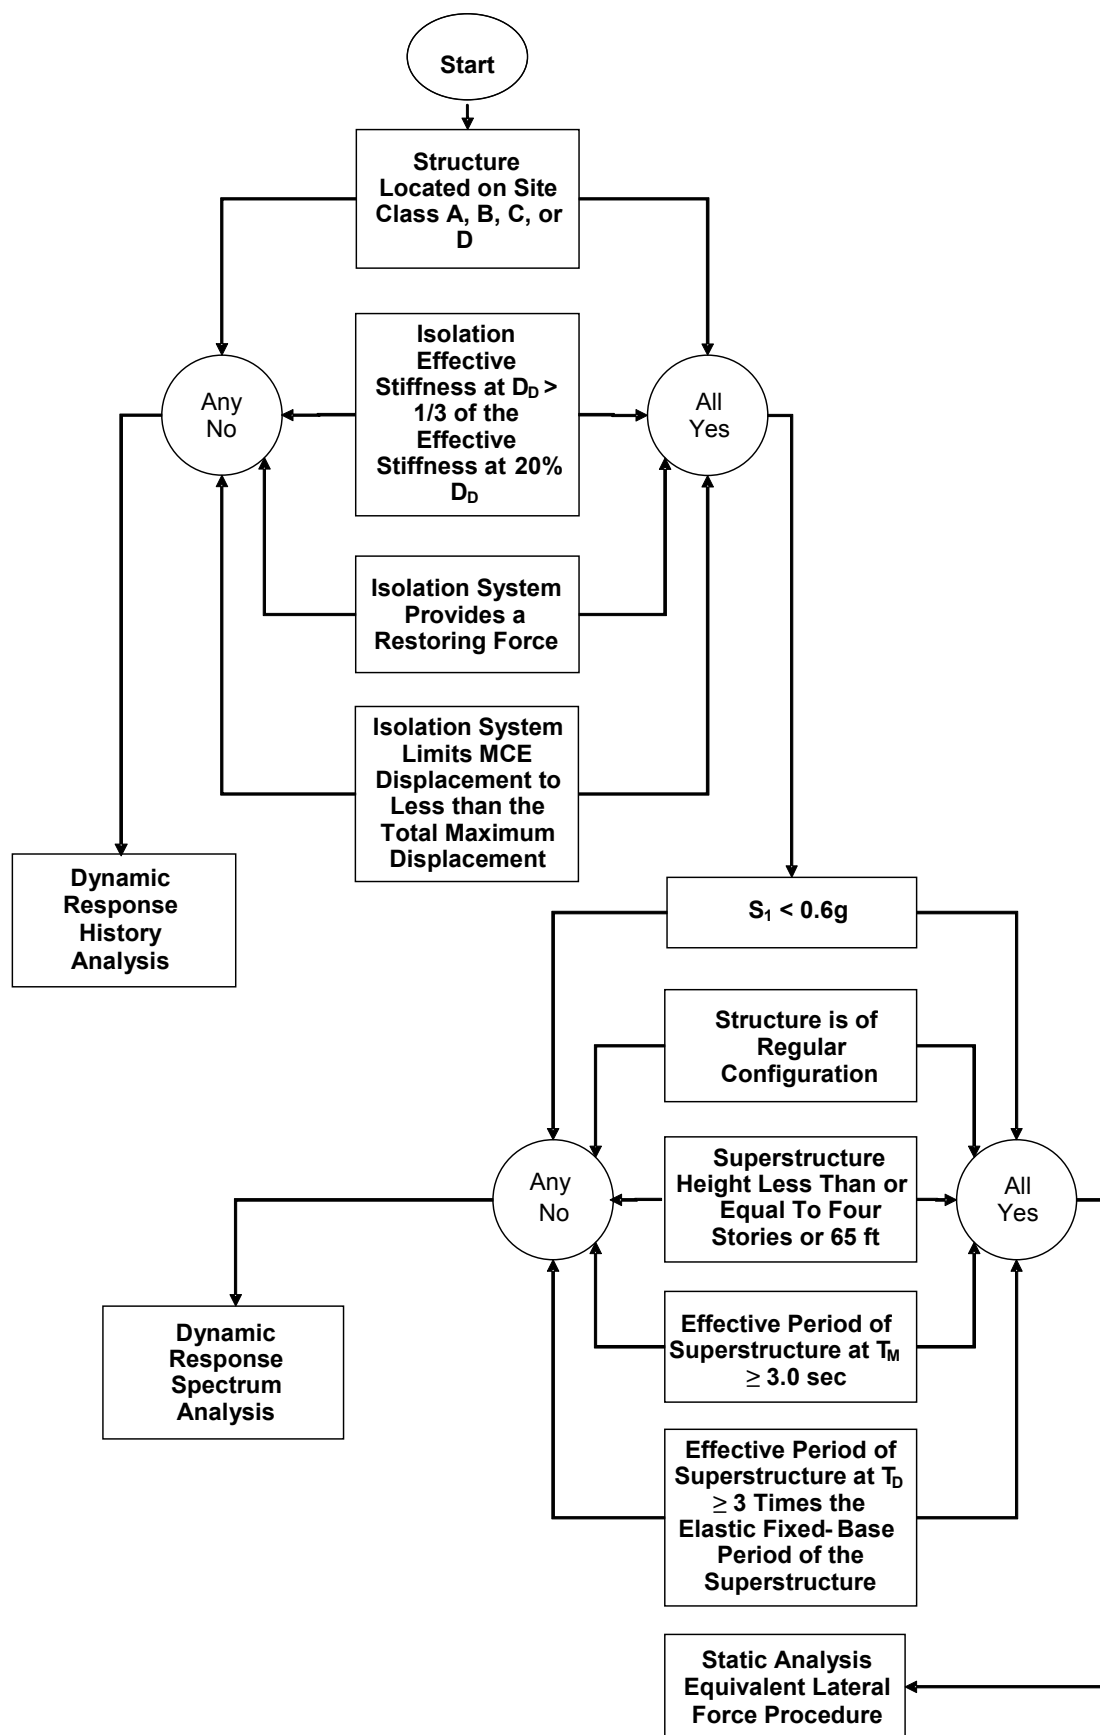 Start
Structure
Located on Site
Class A, B, C, or
D
Isolation
Effective
Stiffness at D_D >
1/3 of the
Effective
Stiffness at 20%
D_D
Any
No
All
Yes
Isolation System
Provides a
Restoring Force
Isolation System
Limits MCE
Displacement to
Less than the
Total Maximum
Displacement
Dynamic
Response
History
Analysis
S₁ < 0.6g
Structure is of
Regular
Configuration
Superstructure
Height Less Than or
Equal To Four
Stories or 65 ft
Any
No
All
Yes
Effective Period of
Superstructure at T_M
≥ 3.0 sec
Dynamic
Response
Spectrum
Analysis
Effective Period of
Superstructure at T_D
≥ 3 Times the
Elastic Fixed-Base
Period of the
Superstructure
Static Analysis
Equivalent Lateral
Force Procedure